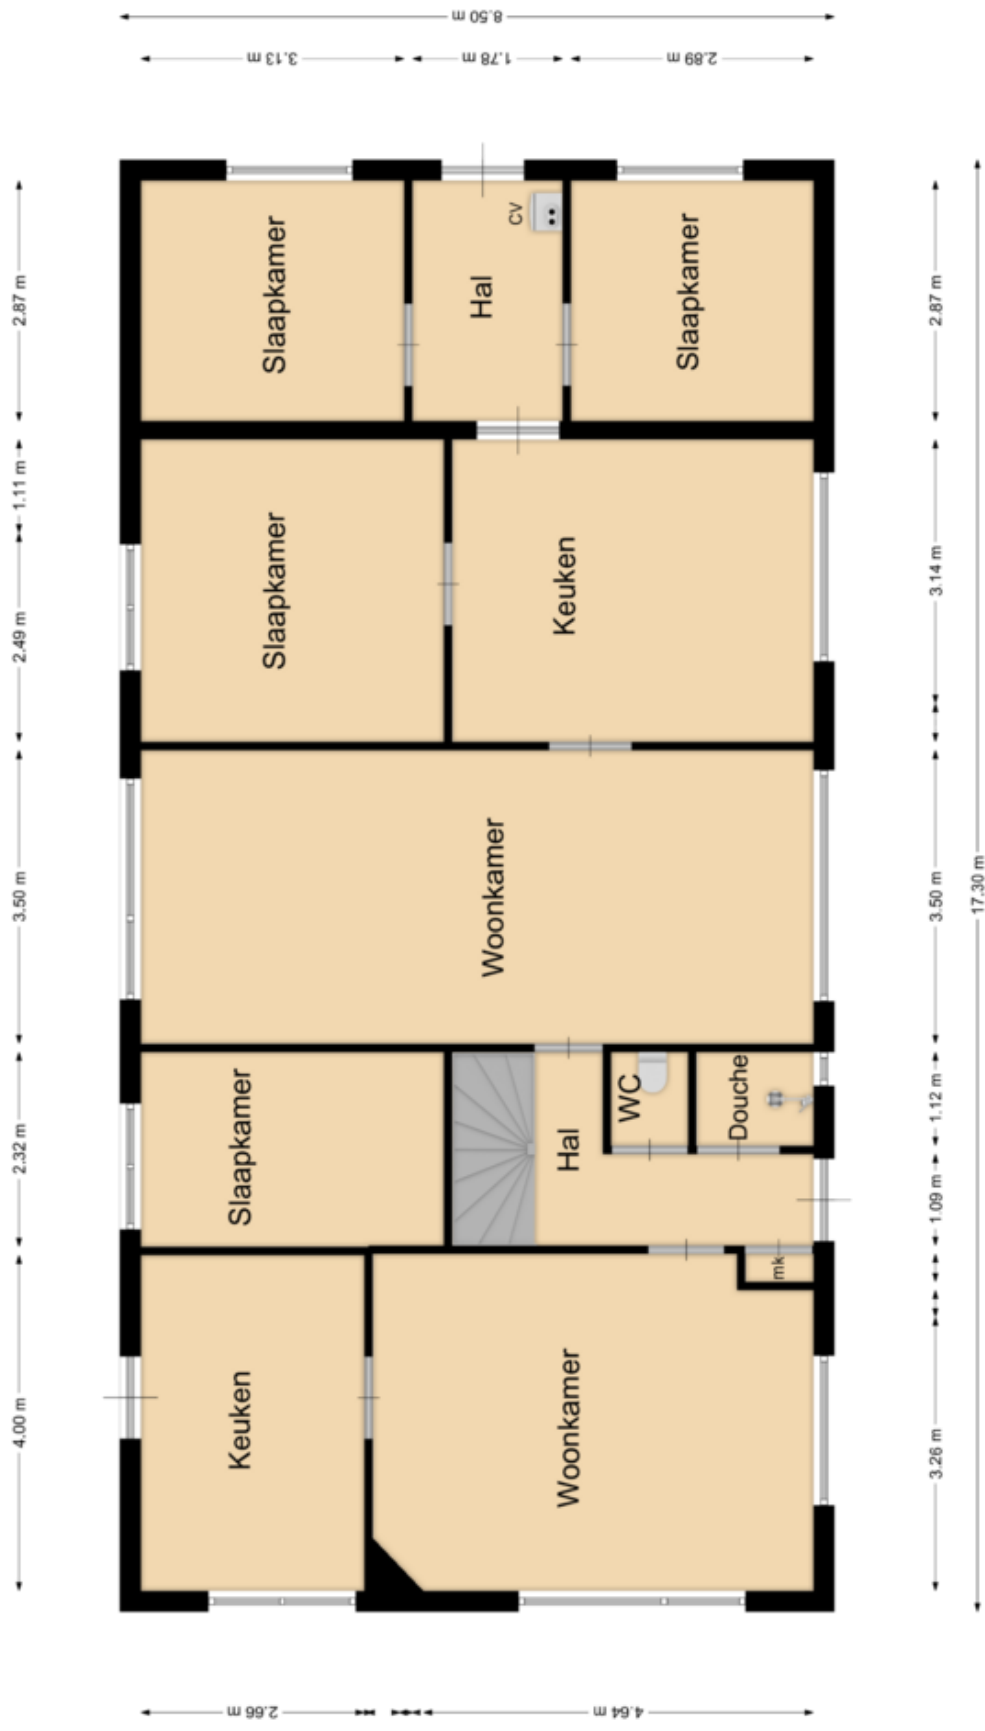 8.50 m
3.13 m
1.78 m
2.89 m
Slaapkamer
Hal
CV
Slaapkamer
2.87 m
2.87 m
1.11 m
Slaapkamer
Keuken
2.49 m
3.14 m
Woonkamer
3.50 m
3.50 m
17.30 m
Slaapkamer
Hal
WC
Douche
2.32 m
1.12 m
1.09 m
mk
Keuken
Woonkamer
4.00 m
3.26 m
2.66 m
4.64 m